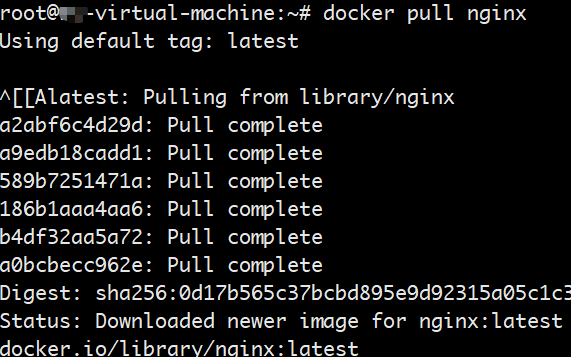 root@-virtual-machine:~# docker pull nginx
Using default tag: latest
^[[Alatest: Pulling from library/nginx
a2abf6c4d29d: Pull complete
a9edb18cadd1: Pull complete
589b7251471a: Pull complete
186b1aaa4aa6: Pull complete
b4df32aa5a72: Pull complete
a0bcbecc962e: Pull complete
Digest: sha256:0d17b565c37bcbd895e9d92315a05c1c3
Status: Downloaded newer image for nginx:latest
docker.io/library/nginx:latest